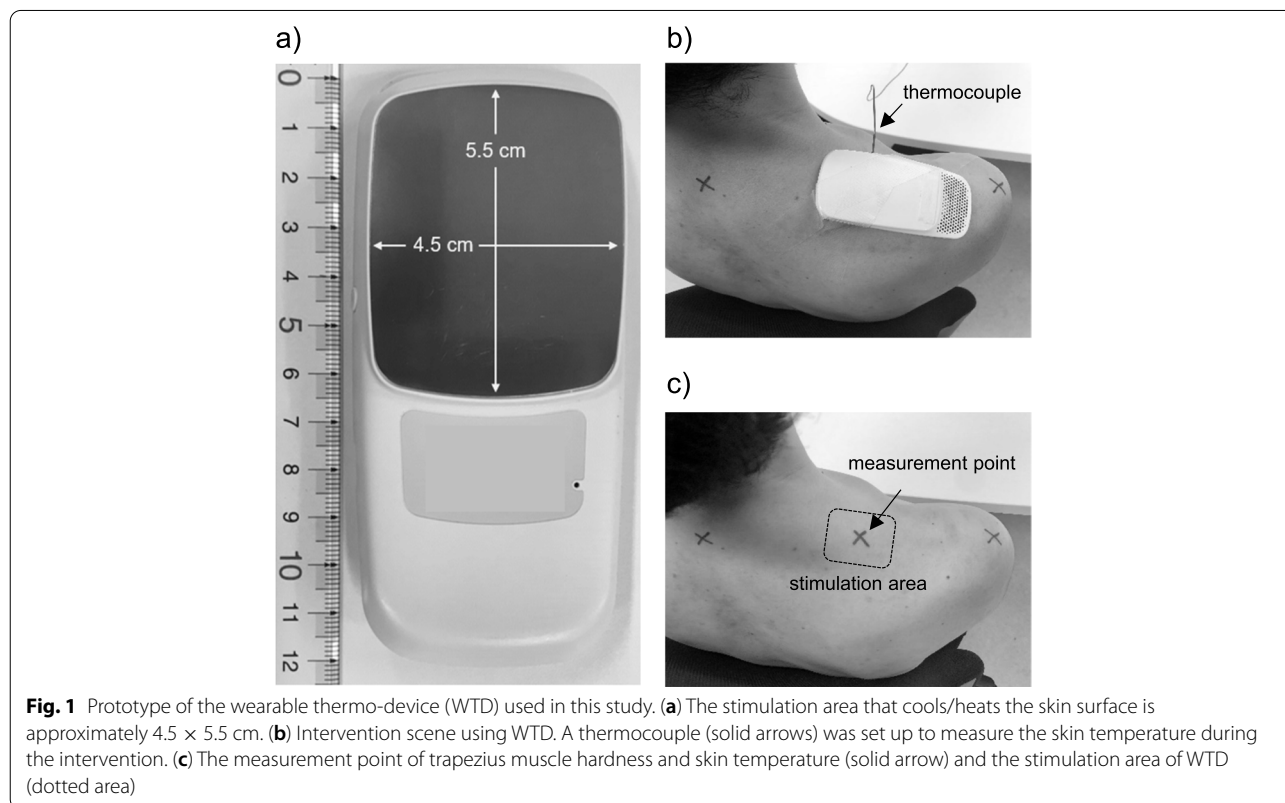 a)
0
1
2
3
4
5
6
7
8
9
10
11
12
5.5 cm
4.5 cm
b)
thermocouple
c)
measurement point
stimulation area
Fig. 1 Prototype of the wearable thermo-device (WTD) used in this study. (a) The stimulation area that cools/heats the skin surface is
approximately 4.5 × 5.5 cm. (b) Intervention scene using WTD. A thermocouple (solid arrows) was set up to measure the skin temperature during
the intervention. (c) The measurement point of trapezius muscle hardness and skin temperature (solid arrow) and the stimulation area of WTD
(dotted area)